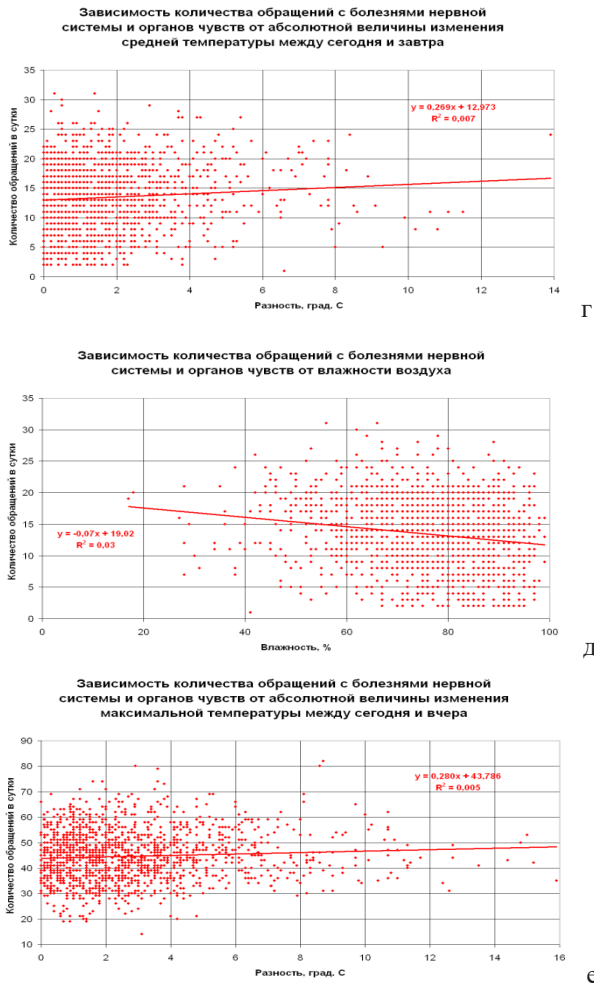 Зависимость количества обращений с болезнями нервной
системы и органов чувств от абсолютной величины изменения
средней температуры между сегодня и завтра
Количество обращений в сутки
35
30
25
20
15
10
5
0
y = 0,269x + 12,973
R² = 0,007
0 2 4 6 8 10 12 14
Разность, град. С
г
Зависимость количества обращений с болезнями нервной
системы и органов чувств от влажности воздуха
Количество обращений в сутки
35
30
25
20
15
10
5
0
y = -0,07x + 19,02
R² = 0,03
0 20 40 60 80 100
Влажность, %
д
Зависимость количества обращений с болезнями нервной
системы и органов чувств от абсолютной величины изменения
максимальной температуры между сегодня и вчера
Количество обращений в сутки
90
80
70
60
50
40
30
20
10
y = 0,280x + 43,786
R² = 0,005
0 2 4 6 8 10 12 14 16
Разность, град. С
е